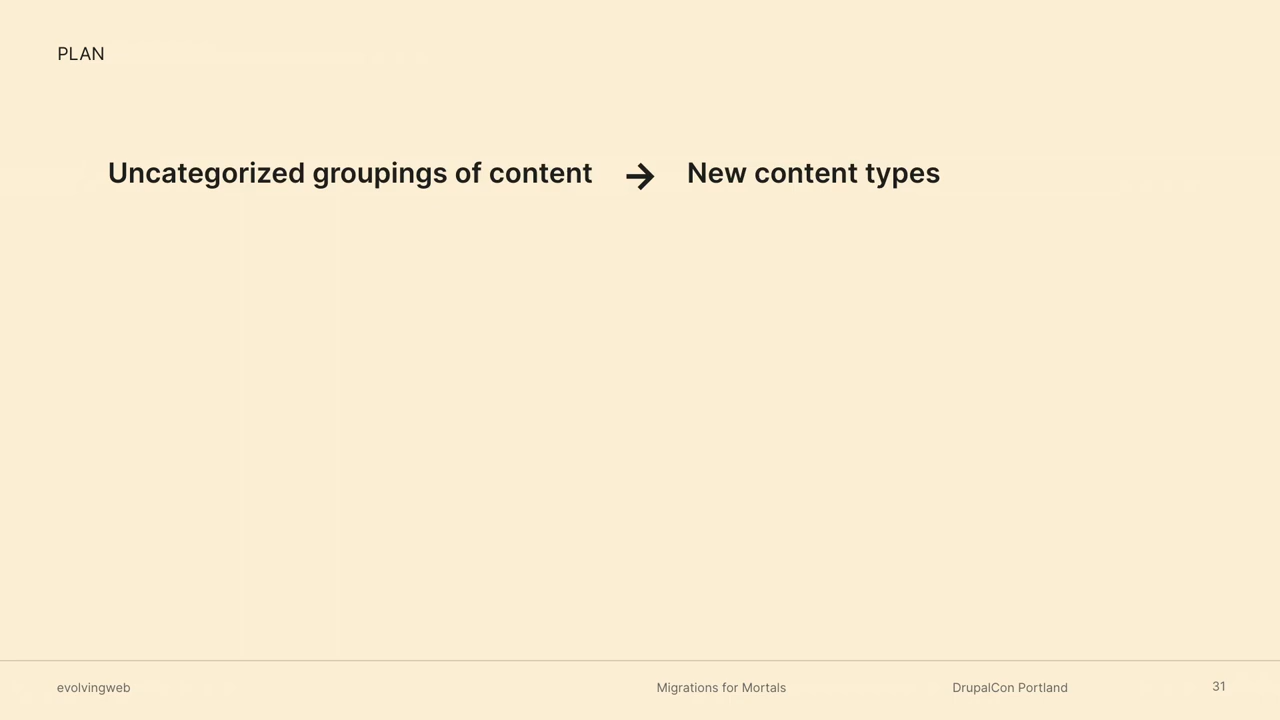 PLAN
Uncategorized groupings of content → New content types
evolvingweb Migrations for Mortals DrupalCon Portland 31